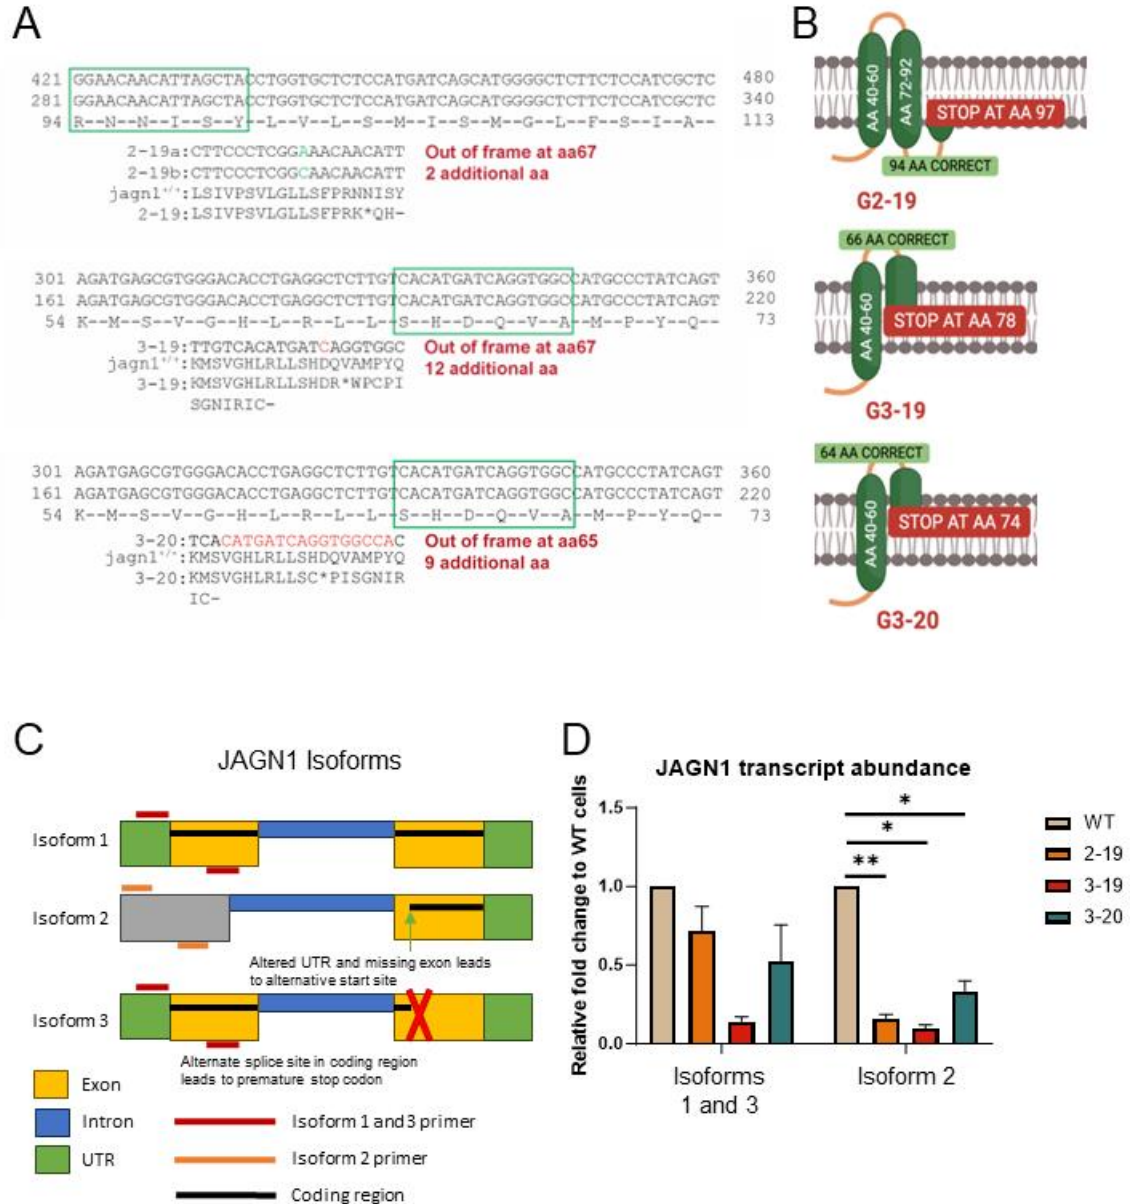 A
421 GGAACAACATTAGCTACCTGGTGCTCTCCATGATCAGCATGGGGCTCTTCTCCATCGCTC 480
281 GGAACAACATTAGCTACCTGGTGCTCTCCATGATCAGCATGGGGCTCTTCTCCATCGCTC 340
94 R--N--N--I--S--Y--L--V--L--S--M--I--S--M--G--L--F--S--I--A-- 113
2-19a:CTTCCCTCGGAAACAACATT Out of frame at aa67
2-19b:CTTCCCTCGGCAACAACATT 2 additional aa
jagn1+/+:LSIVPSVLGLLSFPRNNISY
2-19:LSIVPSVLGLLSFPRK*QH-
301 AGATGAGCGTGGGACACCTGAGGCTCTTGTCACATGATCAGGTGGCCATGCCCTATCAGT 360
161 AGATGAGCGTGGGACACCTGAGGCTCTTGTCACATGATCAGGTGGCCATGCCCTATCAGT 220
54 K--M--S--V--G--H--L--R--L--L--S--H--D--Q--V--A--M--P--Y--Q-- 73
3-19:TTGTCACATGATCAGGTGGC Out of frame at aa67
jagn1+/+:KMSVGHLRLLSHDQVAMPYQ 12 additional aa
3-19:KMSVGHLRLLSHDR*WPCPI
SGNIRIC-
301 AGATGAGCGTGGGACACCTGAGGCTCTTGTCACATGATCAGGTGGCCATGCCCTATCAGT 360
161 AGATGAGCGTGGGACACCTGAGGCTCTTGTCACATGATCAGGTGGCCATGCCCTATCAGT 220
54 K--M--S--V--G--H--L--R--L--L--S--H--D--Q--V--A--M--P--Y--Q-- 73
3-20:TCACATGATCAGGTGGCCAC Out of frame at aa65
jagn1+/+:KMSVGHLRLLSHDQVAMPYQ 9 additional aa
3-20:KMSVGHLRLLSC*PISGNIR
IC-
B
AA 40-60
AA 72-92
STOP AT AA 97
94 AA CORRECT
G2-19
66 AA CORRECT
AA 40-60
STOP AT AA 78
G3-19
64 AA CORRECT
AA 40-60
STOP AT AA 74
G3-20
C
JAGN1 Isoforms
Isoform 1
Isoform 2
Altered UTR and missing exon leads
to alternative start site
Isoform 3
Alternate splice site in coding region
leads to premature stop codon
Exon
Intron
UTR
Isoform 1 and 3 primer
Isoform 2 primer
Coding region
D
JAGN1 transcript abundance
Relative fold change to WT cells
1.5
1.0
0.5
0.0
*
*
**
Isoforms
1 and 3
Isoform 2
WT
2-19
3-19
3-20